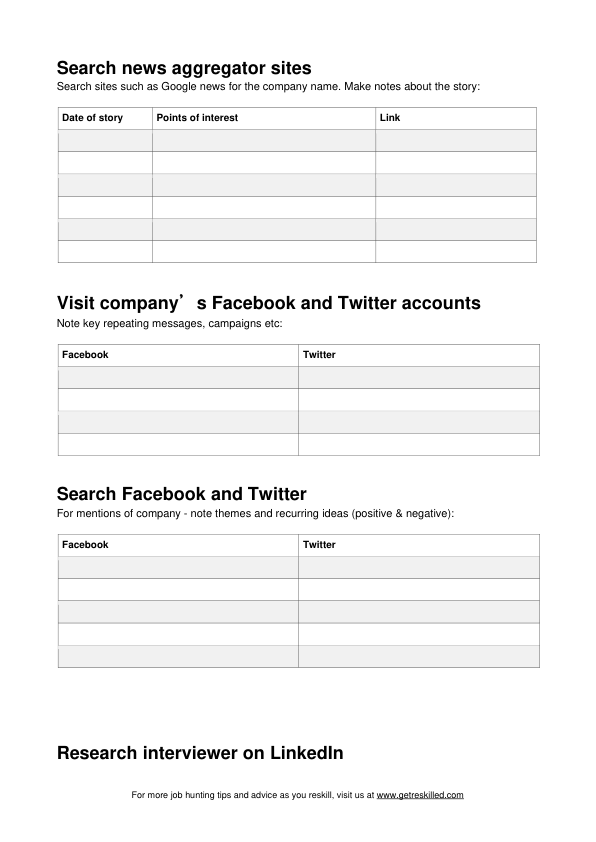 Search news aggregator sites
Search sites such as Google news for the company name. Make notes about the story:
Date of story Points of interest Link
Visit company’s Facebook and Twitter accounts
Note key repeating messages, campaigns etc:
Facebook Twitter
Search Facebook and Twitter
For mentions of company - note themes and recurring ideas (positive & negative):
Facebook Twitter
Research interviewer on LinkedIn
For more job hunting tips and advice as you reskill, visit us at www.getreskilled.com